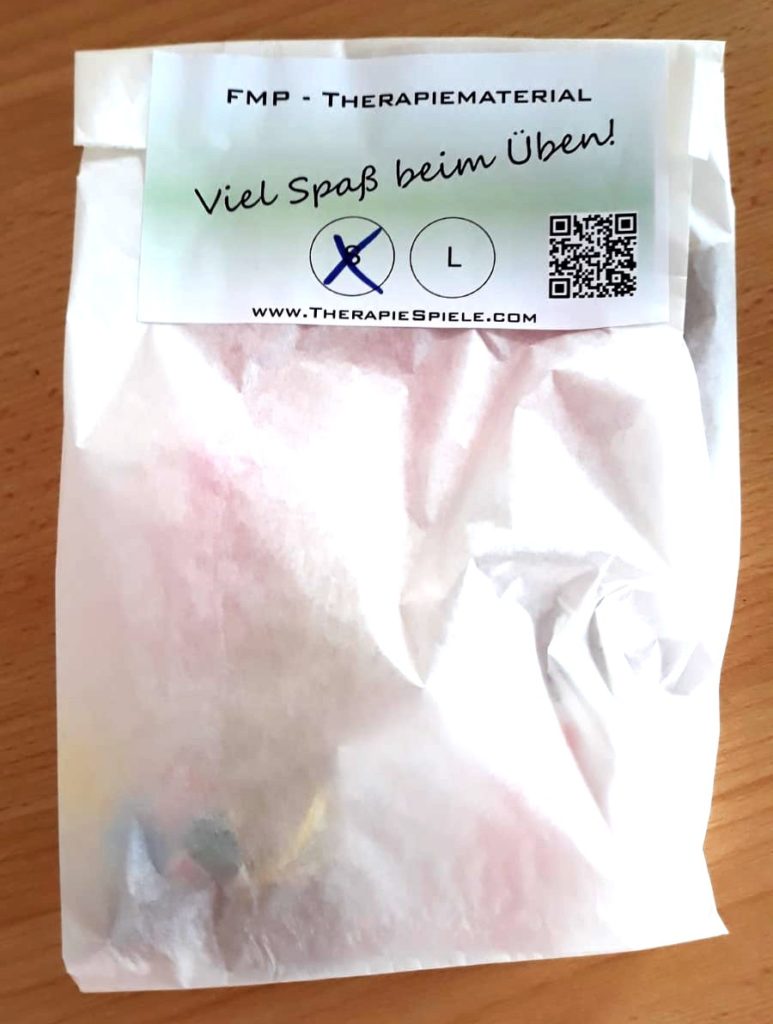 FMP - THERAPIEMATERIAL
Viel Spaß beim Üben!
S L
www.THERAPIESPIELE.COM